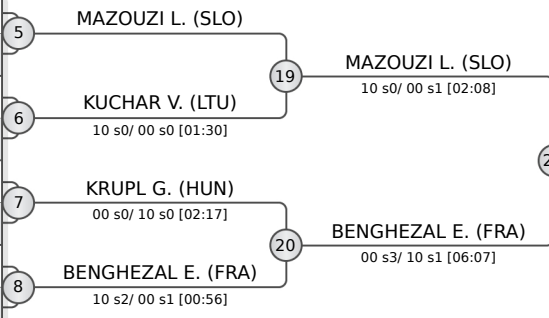 MAZOUZI L. (SLO)
5
19
MAZOUZI L. (SLO)
10 s0/ 00 s1 [02:08]
KUCHAR V. (LTU)
6
10 s0/ 00 s0 [01:30]
KRUPL G. (HUN)
7
00 s0/ 10 s0 [02:17]
20
BENGHEZAL E. (FRA)
00 s3/ 10 s1 [06:07]
BENGHEZAL E. (FRA)
8
10 s2/ 00 s1 [00:56]